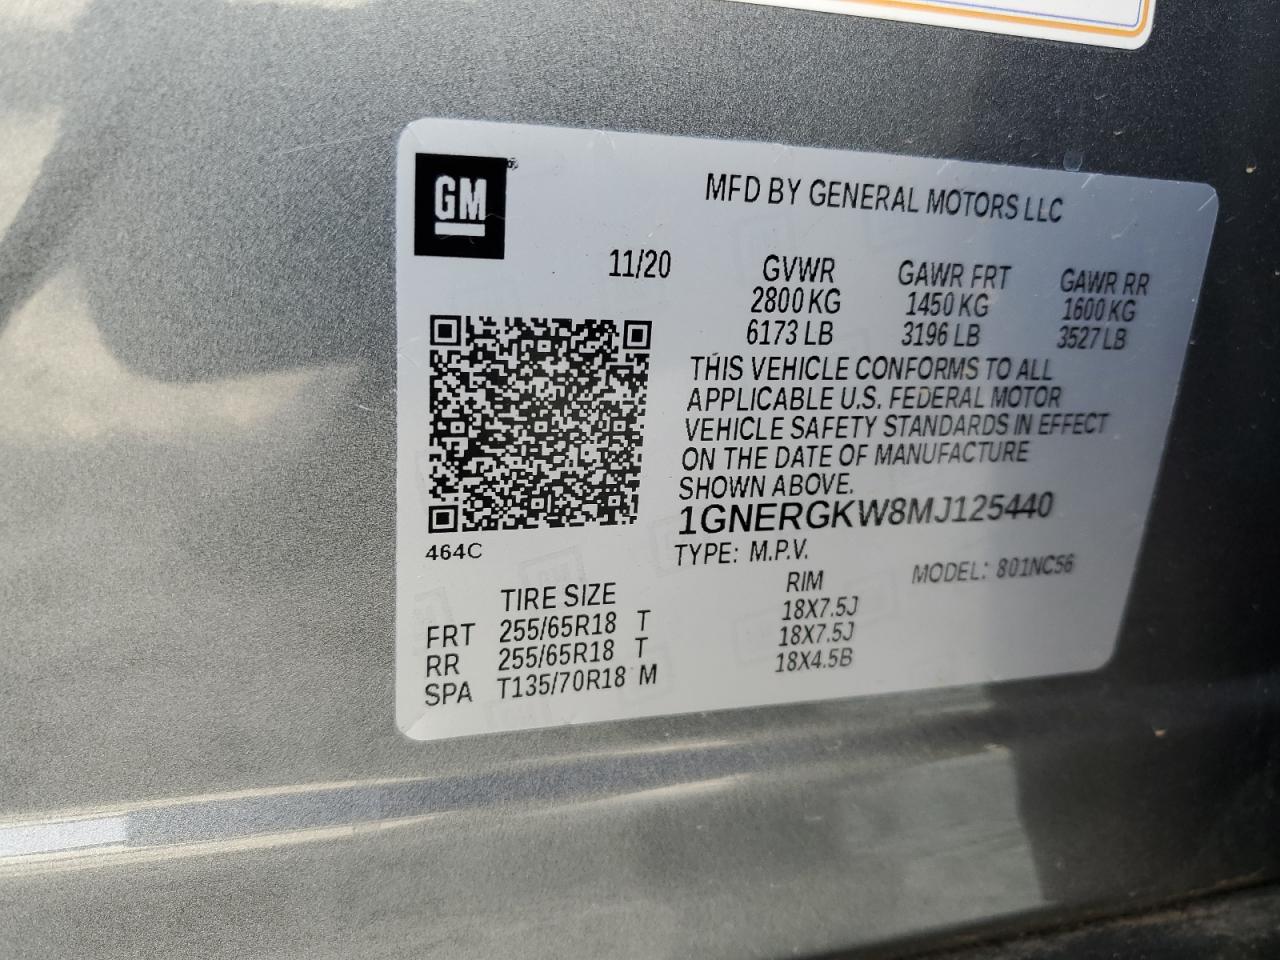 GM®
MFD BY GENERAL MOTORS LLC
11/20
GVWR GAWR FRT GAWR RR
2800 KG 1450 KG 1600 KG
6173 LB 3196 LB 3527 LB
THIS VEHICLE CONFORMS TO ALL
APPLICABLE U.S. FEDERAL MOTOR
VEHICLE SAFETY STANDARDS IN EFFECT
ON THE DATE OF MANUFACTURE
SHOWN ABOVE.
1GNERGKW8MJ125440
464C
TYPE: M.P.V. MODEL: 801NC56
TIRE SIZE RIM
FRT 255/65R18 T 18X7.5J
RR 255/65R18 T 18X7.5J
SPA T135/70R18 M 18X4.5B